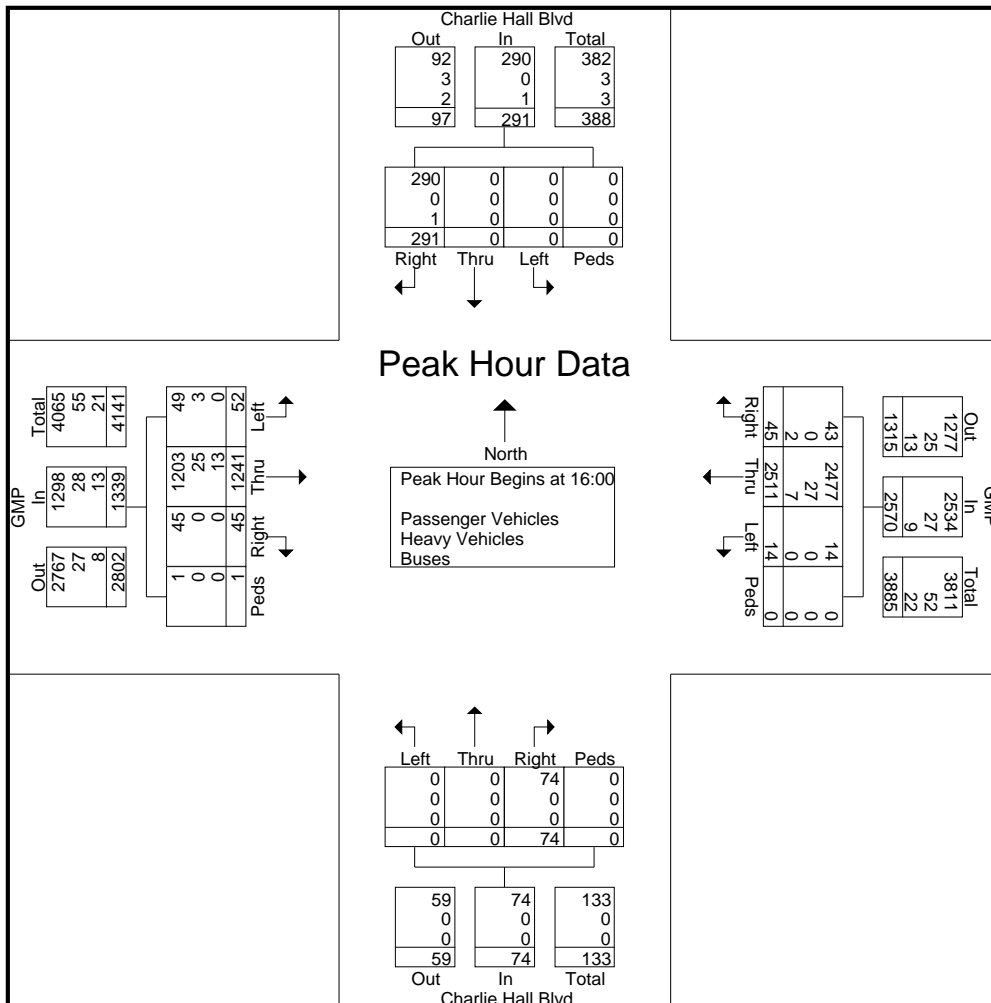 Charlie Hall Blvd
Out In Total
92 290 382
3 0 3
2 1 3
97 291 388
290 0 0 0
0 0 0 0
1 0 0 0
291 0 0 0
Right Thru Left Peds
Peak Hour Data
North
Peak Hour Begins at 16:00
Passenger Vehicles
Heavy Vehicles
Buses
GMP
Out In Total
2767 1298 4065
27 28 55
8 13 21
2802 1339 4141
Left Thru Right Peds
49 1203 45 1
3 25 0 0
0 13 0 0
52 1241 45 1
GMP
Out In Total
1277 2534 3811
25 27 52
13 9 22
1315 2570 3885
Right Thru Left Peds
43 2477 14 0
0 27 0 0
2 7 0 0
45 2511 14 0
Left Thru Right Peds
0 0 74 0
0 0 0 0
0 0 0 0
0 0 74 0
59 74 133
0 0 0
0 0 0
59 74 133
Out In Total
Charlie Hall Blvd